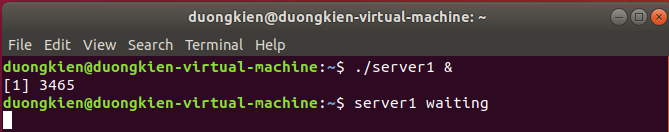 duongkien@duongkien-virtual-machine: ~
File Edit View Search Terminal Help
duongkien@duongkien-virtual-machine:~$ ./server1 &
[1] 3465
duongkien@duongkien-virtual-machine:~$ server1 waiting